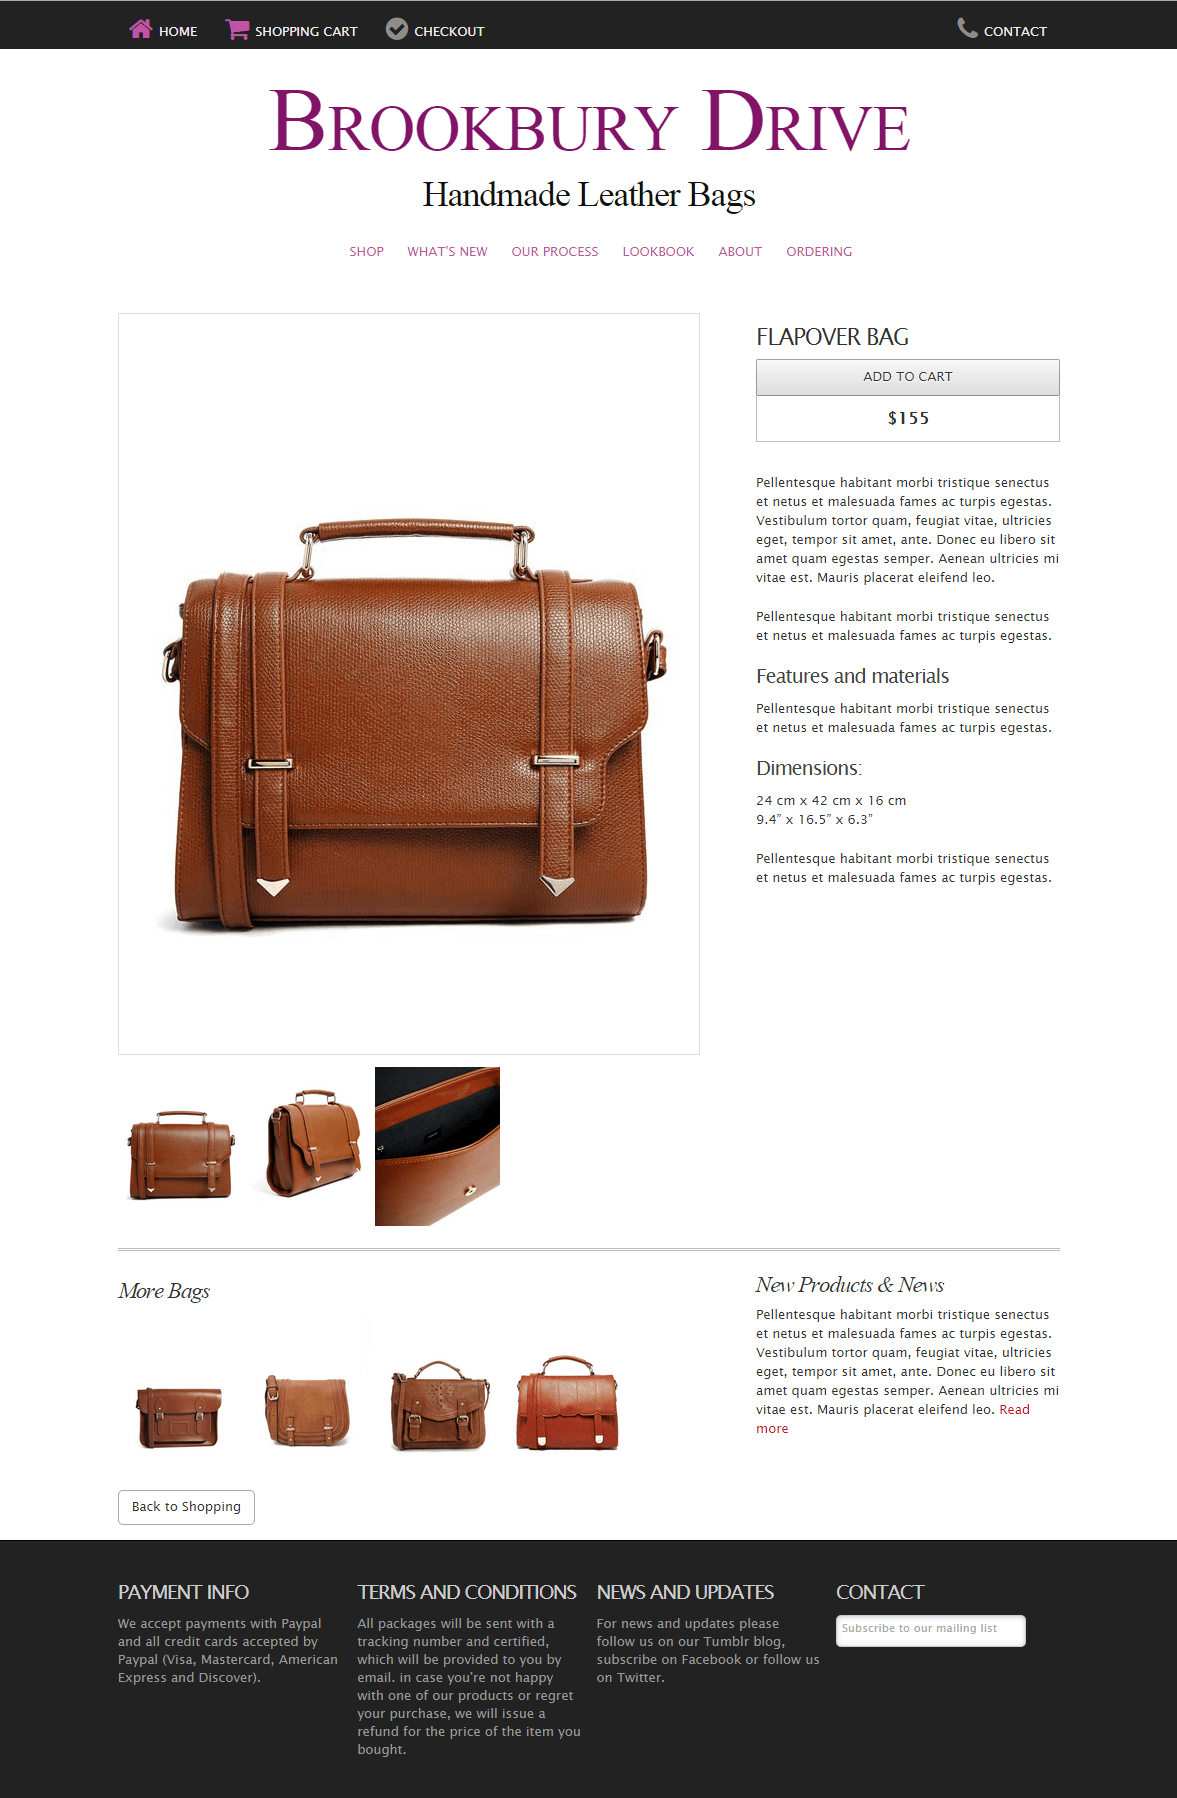 HOME SHOPPING CART CHECKOUT CONTACT
BROOKBURY DRIVE
Handmade Leather Bags
SHOP WHAT'S NEW OUR PROCESS LOOKBOOK ABOUT ORDERING
FLAPOVER BAG
ADD TO CART
$155
Pellentesque habitant morbi tristique senectus
et netus et malesuada fames ac turpis egestas.
Vestibulum tortor quam, feugiat vitae, ultricies
eget, tempor sit amet, ante. Donec eu libero sit
amet quam egestas semper. Aenean ultricies mi
vitae est. Mauris placerat eleifend leo.
Pellentesque habitant morbi tristique senectus
et netus et malesuada fames ac turpis egestas.
Features and materials
Pellentesque habitant morbi tristique senectus
et netus et malesuada fames ac turpis egestas.
Dimensions:
24 cm x 42 cm x 16 cm
9.4” x 16.5” x 6.3”
Pellentesque habitant morbi tristique senectus
et netus et malesuada fames ac turpis egestas.
More Bags
New Products & News
Pellentesque habitant morbi tristique senectus
et netus et malesuada fames ac turpis egestas.
Vestibulum tortor quam, feugiat vitae, ultricies
eget, tempor sit amet, ante. Donec eu libero sit
amet quam egestas semper. Aenean ultricies mi
vitae est. Mauris placerat eleifend leo. Read
more
Back to Shopping
PAYMENT INFO
We accept payments with Paypal
and all credit cards accepted by
Paypal (Visa, Mastercard, American
Express and Discover).
TERMS AND CONDITIONS
All packages will be sent with a
tracking number and certified,
which will be provided to you by
email. in case you're not happy
with one of our products or regret
your purchase, we will issue a
refund for the price of the item you
bought.
NEWS AND UPDATES
For news and updates please
follow us on our Tumblr blog,
subscribe on Facebook or follow us
on Twitter.
CONTACT
Subscribe to our mailing list